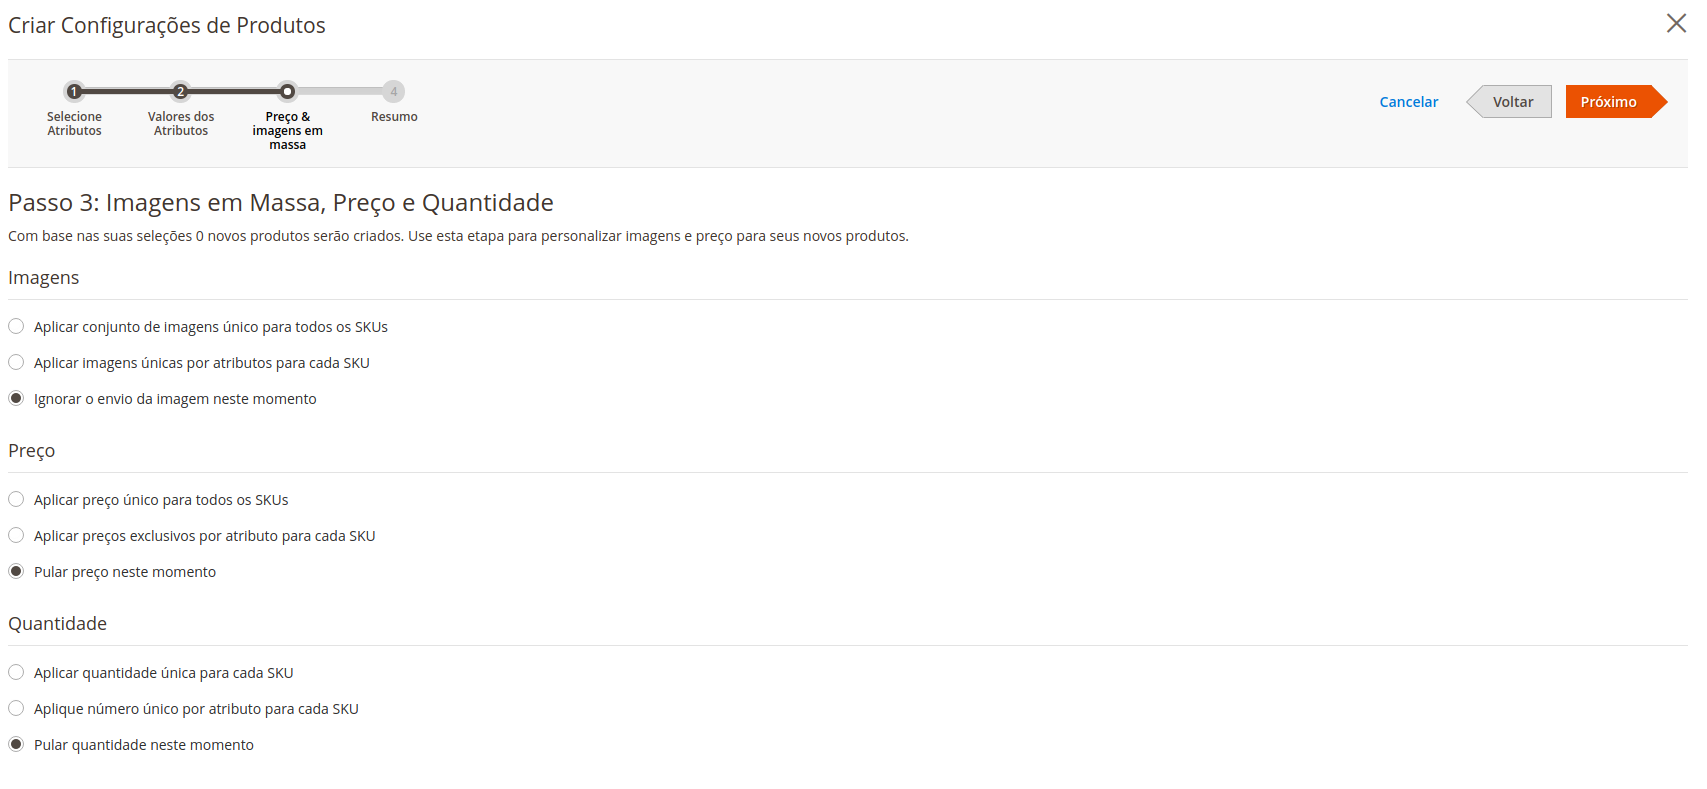 Criar Configurações de Produtos
1
2
4
Selecione
Atributos
Valores dos
Atributos
Preço &
imagens em
massa
Resumo
Cancelar
Voltar
Próximo
Passo 3: Imagens em Massa, Preço e Quantidade
Com base nas suas seleções 0 novos produtos serão criados. Use esta etapa para personalizar imagens e preço para seus novos produtos.
Imagens
Aplicar conjunto de imagens único para todos os SKUs
Aplicar imagens únicas por atributos para cada SKU
Ignorar o envio da imagem neste momento
Preço
Aplicar preço único para todos os SKUs
Aplicar preços exclusivos por atributo para cada SKU
Pular preço neste momento
Quantidade
Aplicar quantidade única para cada SKU
Aplique número único por atributo para cada SKU
Pular quantidade neste momento